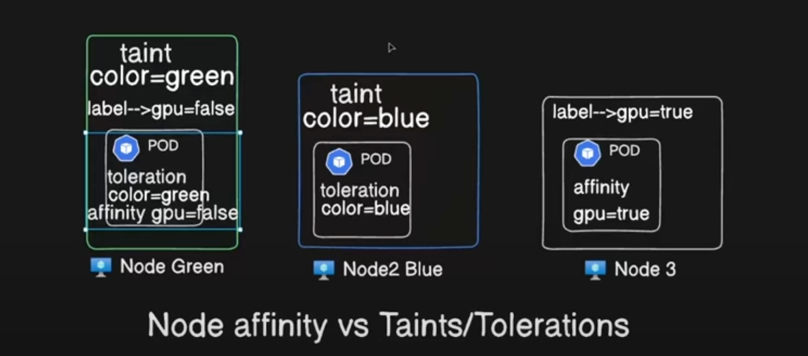 taint
color=green
label-->gpu=false
POD
toleration
color=green
affinity gpu=false
Node Green
taint
color=blue
POD
toleration
color=blue
Node2 Blue
label-->gpu=true
POD
affinity
gpu=true
Node 3
Node affinity vs Taints/Tolerations